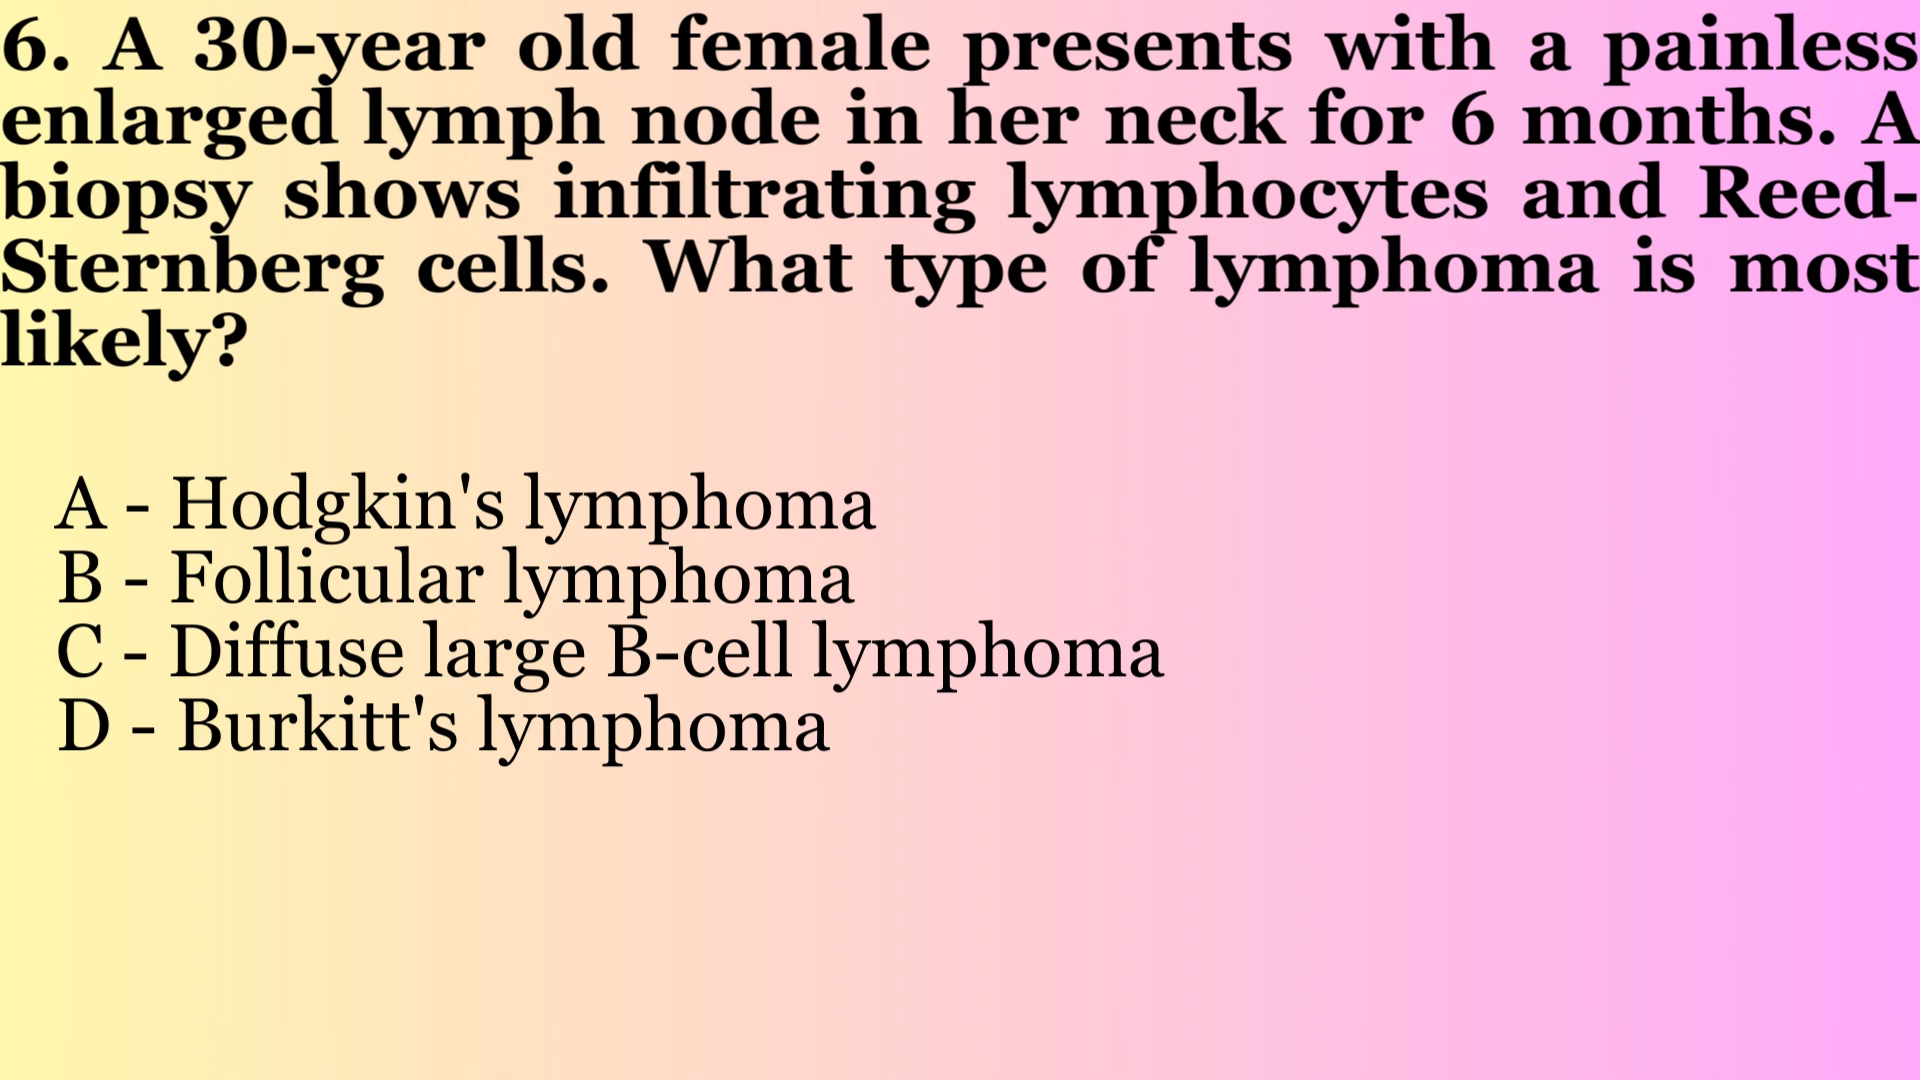 6. A 30-year old female presents with a painless
enlarged lymph node in her neck for 6 months. A
biopsy shows infiltrating lymphocytes and Reed-
Sternberg cells. What type of lymphoma is most
likely?
A - Hodgkin's lymphoma
B - Follicular lymphoma
C - Diffuse large B-cell lymphoma
D - Burkitt's lymphoma